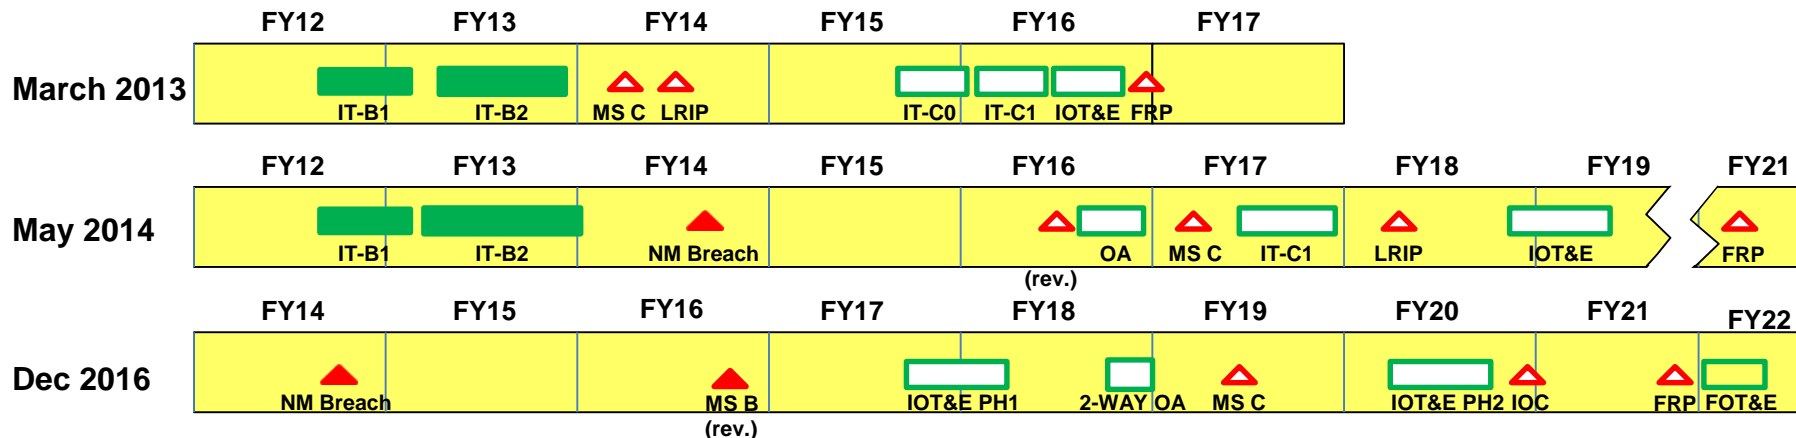 FY12 FY13 FY14 FY15 FY16 FY17
March 2013
IT-B1 IT-B2 MS C LRIP IT-C0 IT-C1 IOT&E FRP
FY12 FY13 FY14 FY15 FY16 FY17 FY18 FY19 FY21
May 2014
IT-B1 IT-B2 NM Breach OA MS C IT-C1 LRIP IOT&E FRP
(rev.)
FY14 FY15 FY16 FY17 FY18 FY19 FY20 FY21 FY22
Dec 2016
NM Breach MS B IOT&E PH1 2-WAY OA MS C IOT&E PH2 IOC FRP FOT&E
(rev.)